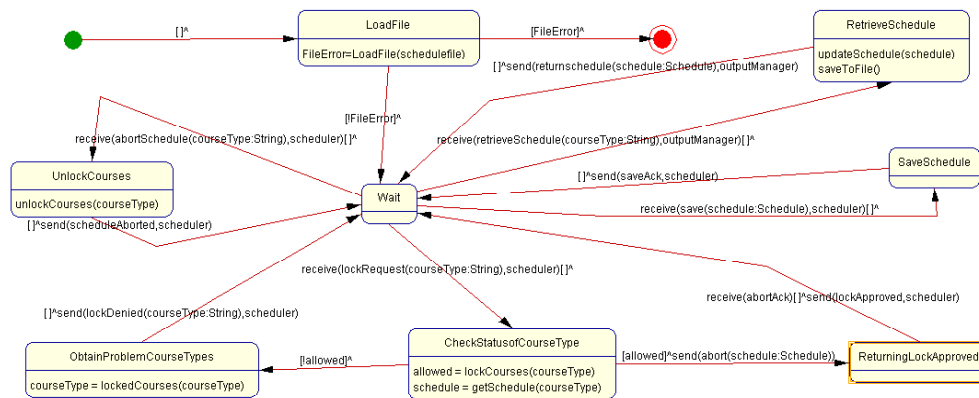 LoadFile
RetrieveSchedule
[ ]^
[FileError]^
FileError=LoadFile(schedulefile)
updateSchedule(schedule)
saveToFile()
[ ]^send(returnschedule(schedule:Schedule),outputManager)
[!FileError]^
receive(abortSchedule(courseType:String),scheduler)[ ]^
receive(retrieveSchedule(courseType:String),outputManager)[ ]^
SaveSchedule
UnlockCourses
[ ]^send(saveAck,scheduler)
Wait
unlockCourses(courseType)
receive(save(schedule:Schedule),scheduler)[ ]^
[ ]^send(scheduleAborted,scheduler)
receive(lockRequest(courseType:String),scheduler)[ ]^
receive(abortAck)[ ]^send(lockApproved,scheduler)
[ ]^send(lockDenied(courseType:String),scheduler)
CheckStatusofCourseType
ObtainProblemCourseTypes
[!allowed]^
[allowed]^send(abort(schedule:Schedule))
ReturningLockApproved
allowed = lockCourses(courseType)
courseType = lockedCourses(courseType)
schedule = getSchedule(courseType)